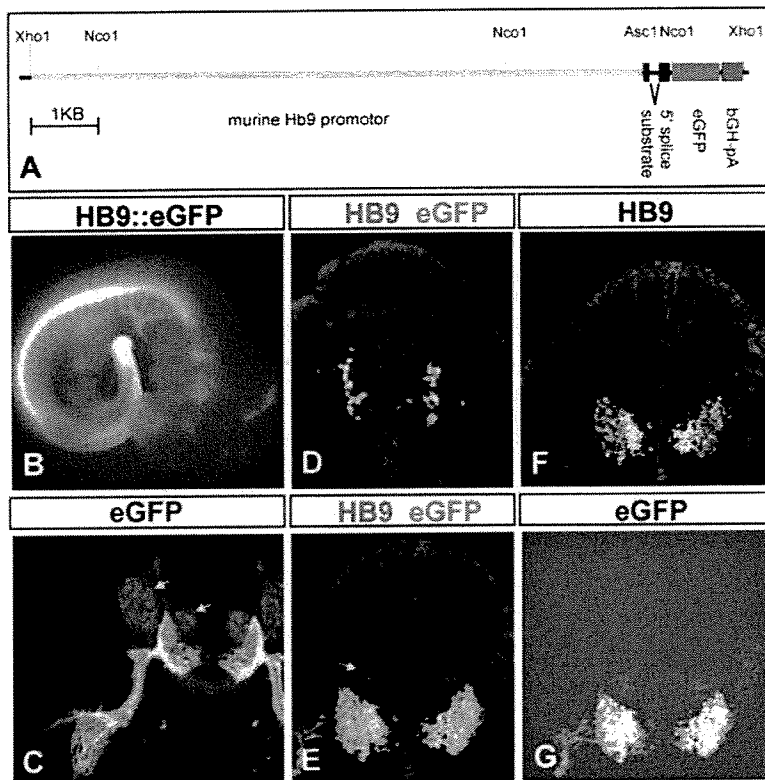 Xho1 Nco1 Nco1 Asc1 Nco1 Xho1
1KB
murine Hb9 promotor
substrate
5' splice
eGFP
bGH-pA
A
HB9::eGFP
HB9 eGFP
HB9
B
D
F
eGFP
HB9 eGFP
eGFP
C
E
G